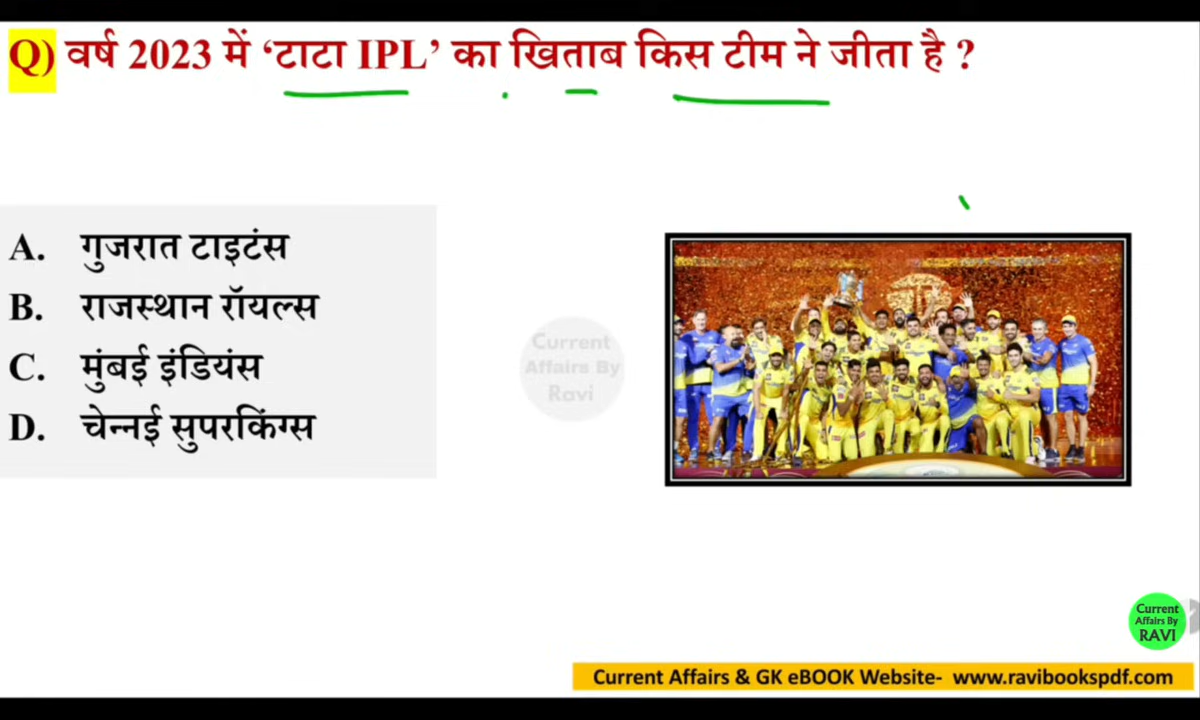 Q) वर्ष 2023 में ‘टाटा IPL’ का खिताब किस टीम ने जीता है ?
A. गुजरात टाइटंस
B. राजस्थान रॉयल्स
C. मुंबई इंडियंस
D. चेन्नई सुपरकिंग्स
Current
Affairs By
Ravi
Current
Affairs By
RAVI
Current Affairs & GK eBOOK Website- www.ravibookspdf.com